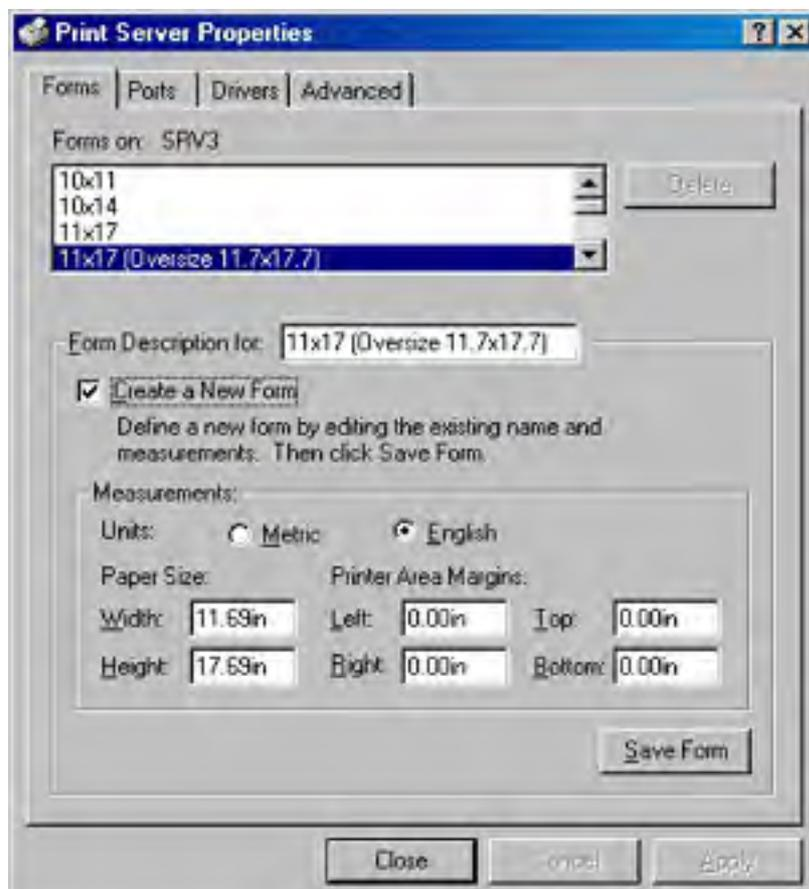 Print Server Properties
Forms Ports Drivers Advanced
Forms on: SRV3
10x11
10x14
11x17
11x17 (Oversize 11.7x17.7)
Delete
Form Description for: 11x17 (Oversize 11.7x17.7)
Create a New Form
Define a new form by editing the existing name and
measurements. Then click Save Form.
Measurements:
Units: Metric English
Paper Size: Printer Area Margins:
Width: 11.69in Left: 0.00in Top: 0.00in
Height: 17.69in Right: 0.00in Bottom: 0.00in
Save Form
Close Cancel Apply